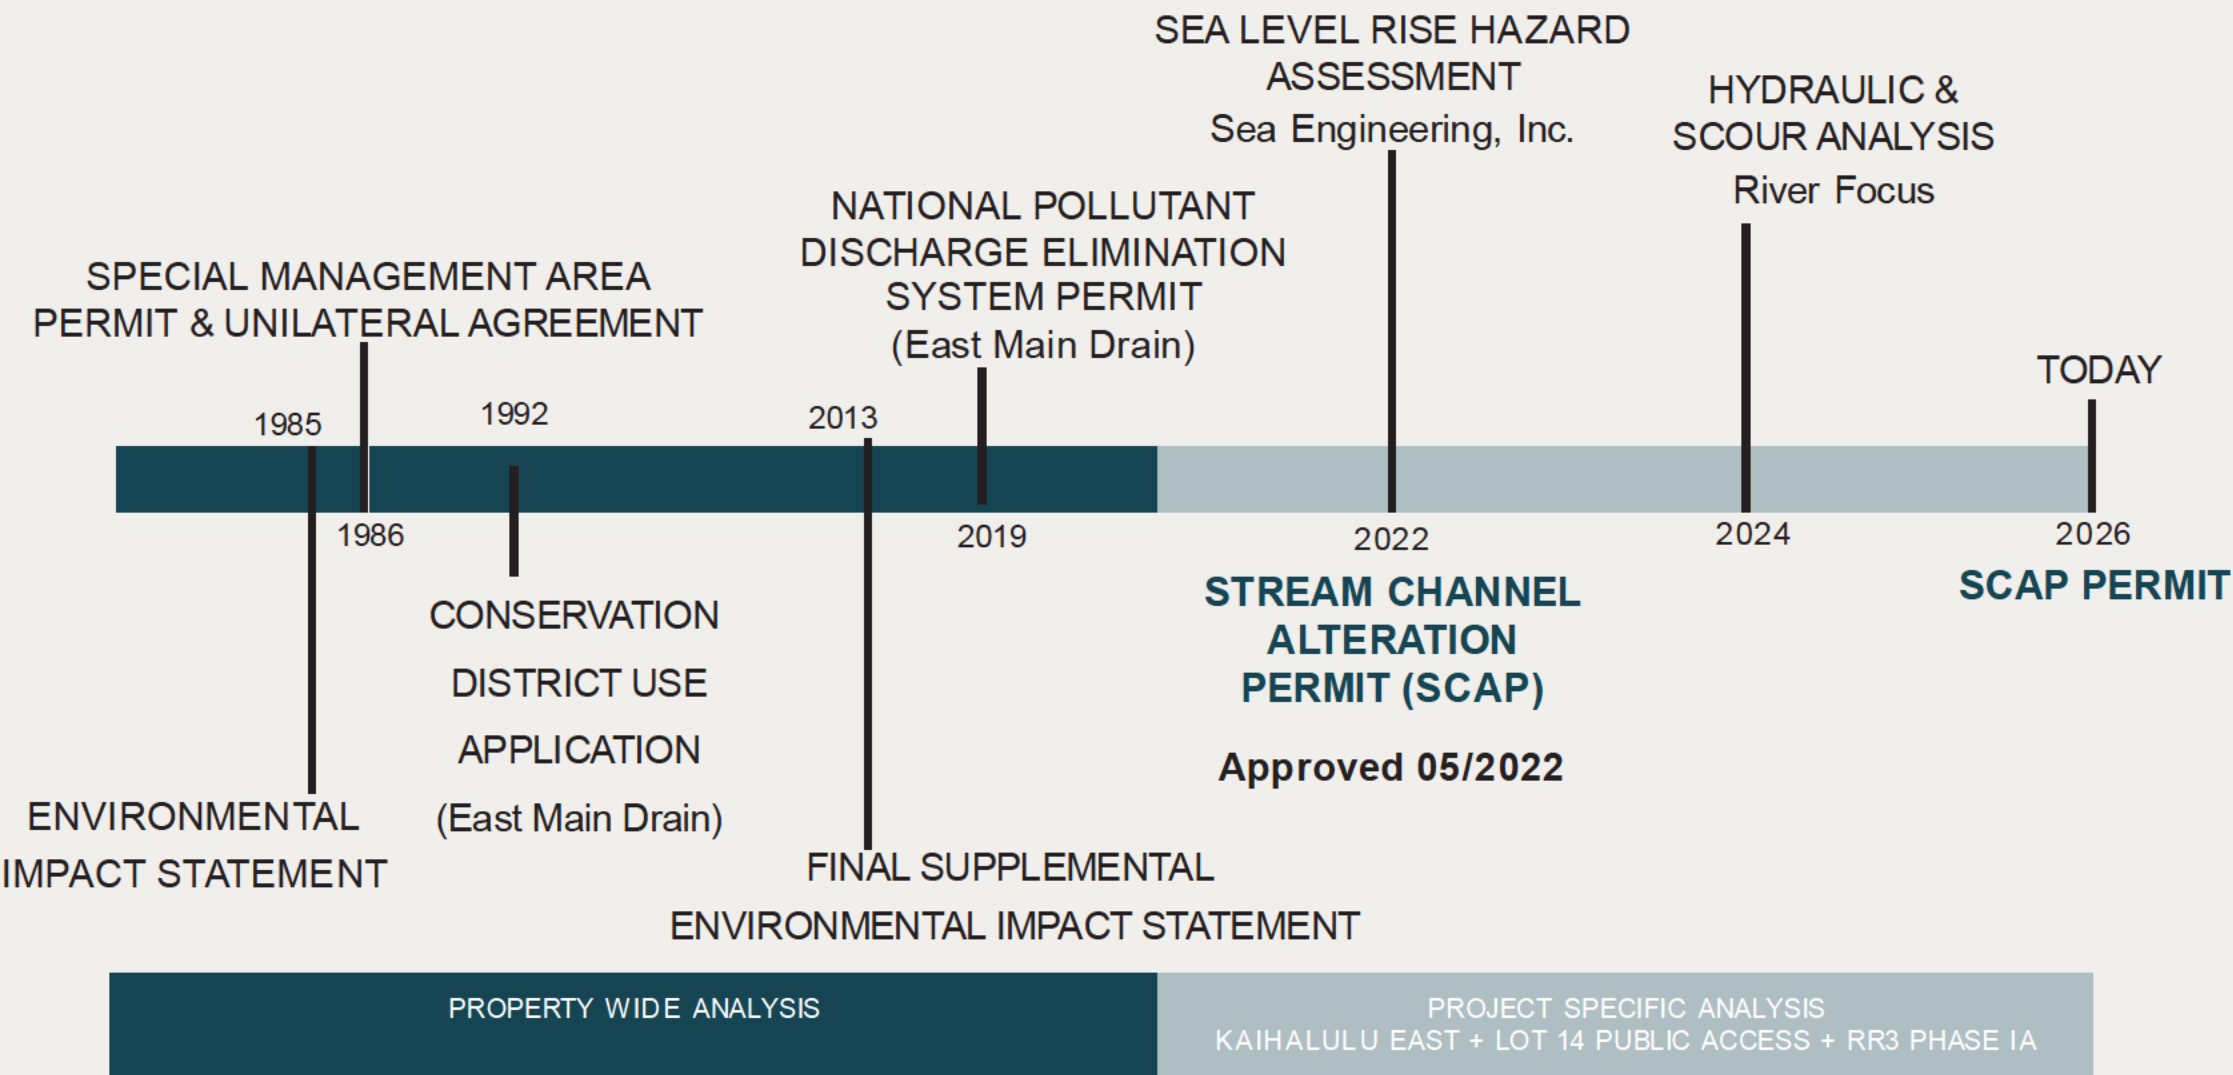 SEA LEVEL RISE HAZARD
ASSESSMENT
Sea Engineering, Inc.
HYDRAULIC &
SCOUR ANALYSIS
River Focus
NATIONAL POLLUTANT
DISCHARGE ELIMINATION
SYSTEM PERMIT
(East Main Drain)
SPECIAL MANAGEMENT AREA
PERMIT & UNILATERAL AGREEMENT
TODAY
1985
1992
2013
1986
2019
2022
2024
2026
STREAM CHANNEL
ALTERATION
PERMIT (SCAP)
Approved 05/2022
SCAP PERMIT
CONSERVATION
DISTRICT USE
APPLICATION
(East Main Drain)
ENVIRONMENTAL
IMPACT STATEMENT
FINAL SUPPLEMENTAL
ENVIRONMENTAL IMPACT STATEMENT
PROPERTY WIDE ANALYSIS
PROJECT SPECIFIC ANALYSIS
KAIHALULU EAST + LOT 14 PUBLIC ACCESS + RR3 PHASE IA